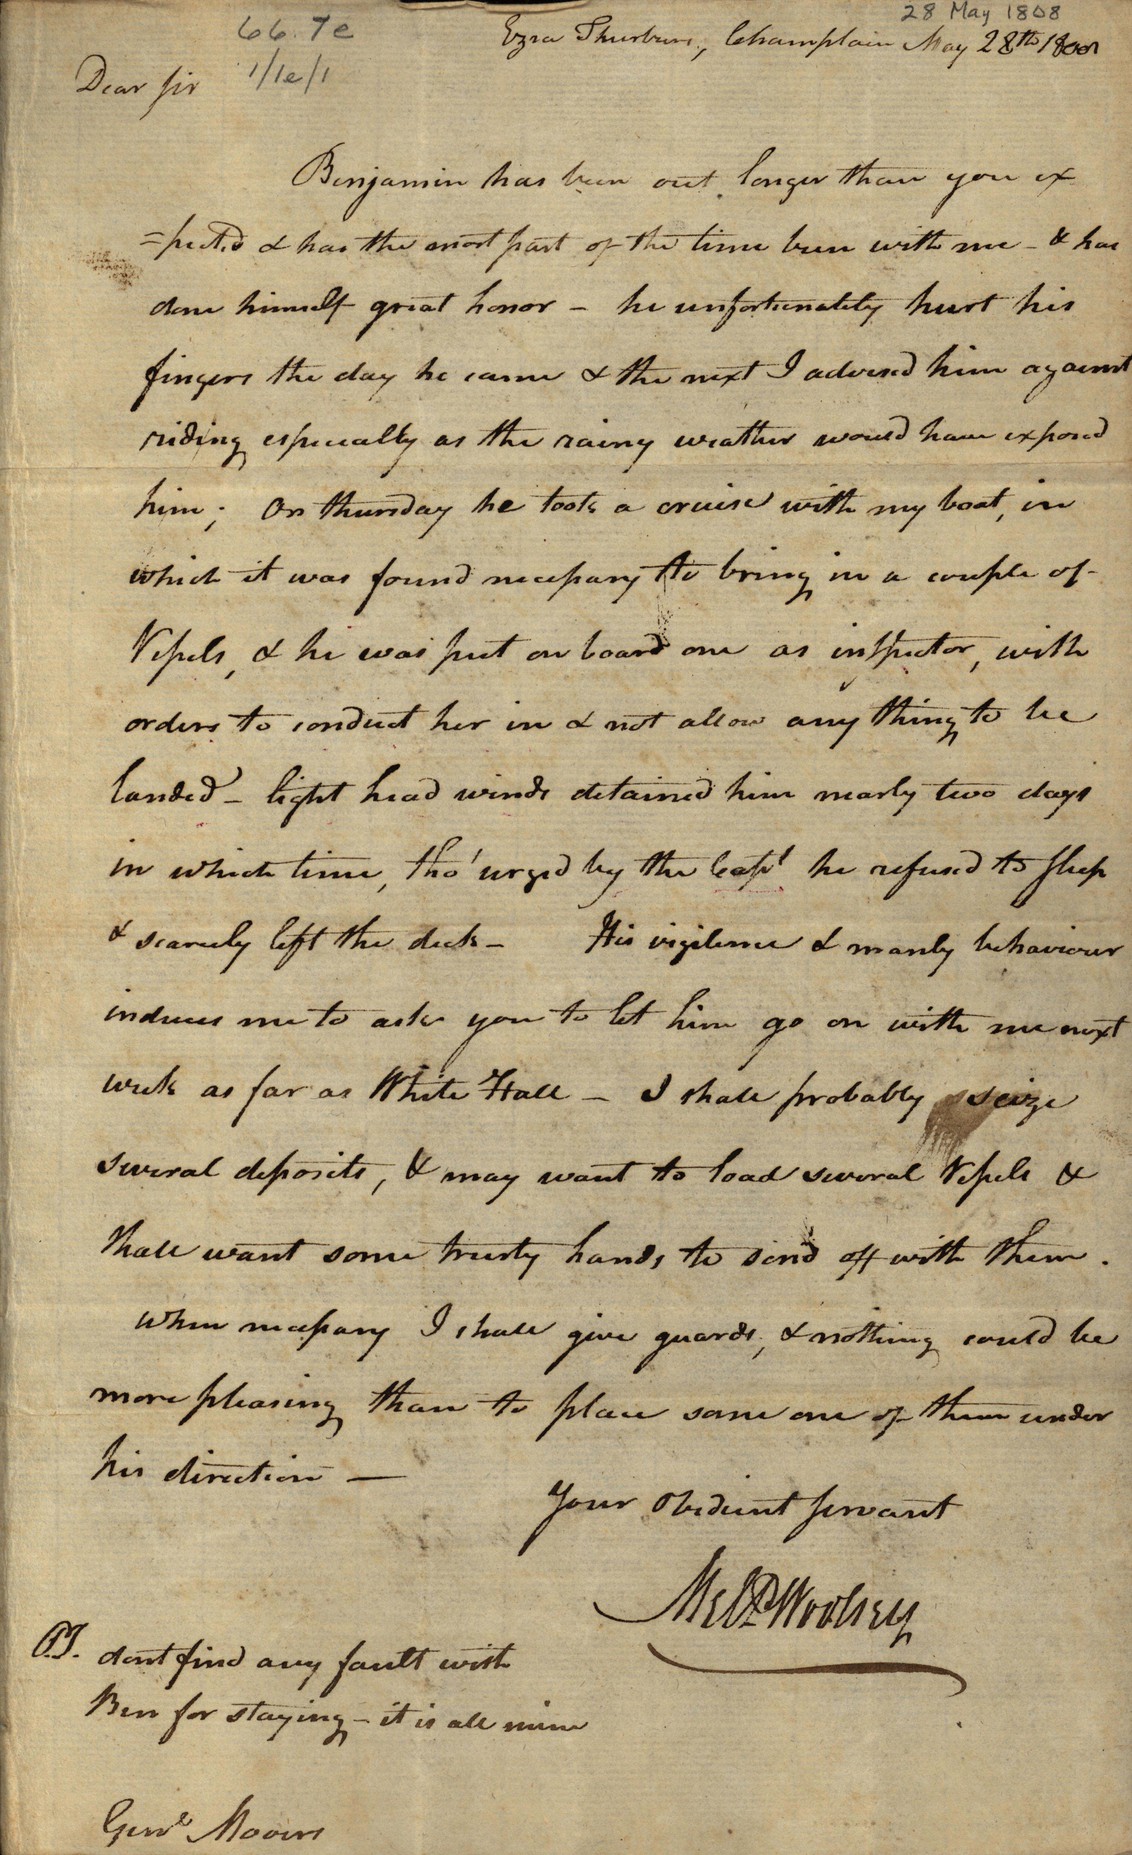 28 May 1808
66.7e
Ezra Thurbers, Champlain May 28th 1808
1/1e/1
Dear Sir
Benjamin has been out longer than you ex
=pected & has the most part of the time been with me - & has
done himself great honor - he unfortunately hurt his
fingers the day he came & the next I advised him against
riding especially as the rainy weather would have exposed
him; On thursday he took a cruise with my boat, in
which it was found necessary to bring in a couple of
Vessels, & he was put on board one as inspector, with
orders to conduct her in & not allow any thing to be
landed - light head winds detained him nearly two days
in which time, tho' urged by the Capt he refused to sleep
& scarcely left the deck - His vigilence & manly behaviour
induces me to ask you to let him go on with me next
week as far as White Hall - I shall probably seize
several deposits, & may want to load several Vessels &
shall want some trusty hands to send off with them.
when necessary I shall give guards, & nothing could be
more pleasing than to place some one of them under
his direction —
Your Obedient Servant
Mel L Woolsey
P.S. dont find any fault with
Ben for staying - it is all mine
Genl Mooers